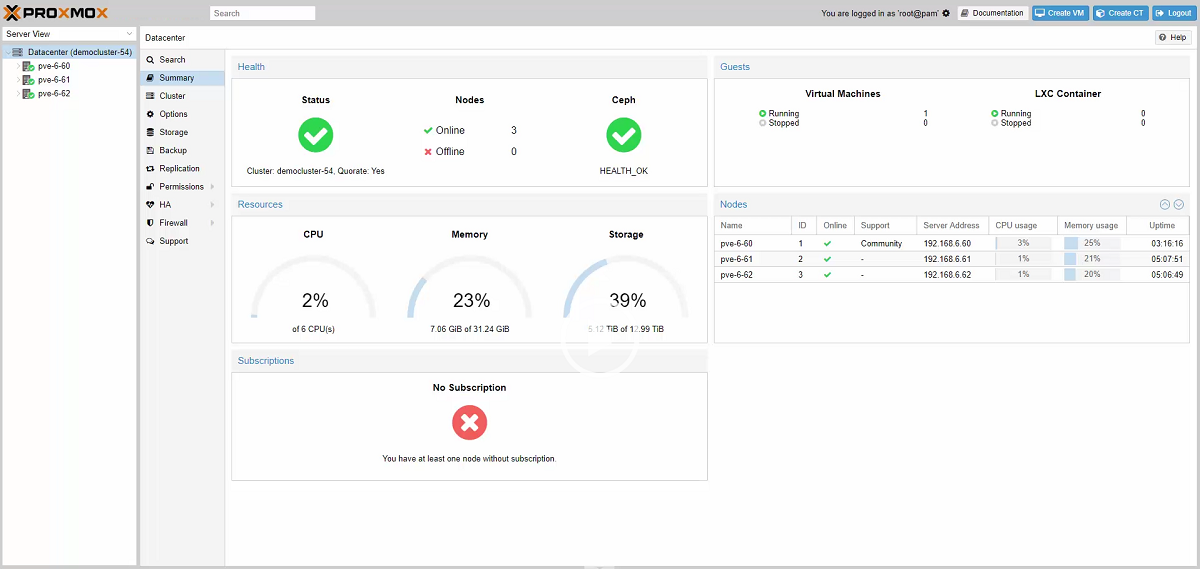 PROXMOX
Search
You are logged in as 'root@pam'
Documentation
Create VM
Create CT
Logout
Server View
Datacenter (democluster-54)
pve-6-60
pve-6-61
pve-6-62
Datacenter
Help
Search
Summary
Cluster
Options
Storage
Backup
Replication
Permissions
HA
Firewall
Support
Health
Status
Nodes
Ceph
Online 3
Offline 0
Cluster: democluster-54, Quorate: Yes
HEALTH_OK
Guests
Virtual Machines
Running 1
Stopped 0
LXC Container
Running 0
Stopped 0
Resources
CPU
Memory
Storage
2%
23%
39%
of 6 CPU(s)
7.06 GiB of 31.24 GiB
5.12 TiB of 12.99 TiB
Nodes
Name ID Online Support Server Address CPU usage Memory usage Uptime
pve-6-60 1 Community 192.168.6.60 3% 25% 03:16:16
pve-6-61 2 - 192.168.6.61 1% 21% 05:07:51
pve-6-62 3 - 192.168.6.62 1% 20% 05:06:49
Subscriptions
No Subscription
You have at least one node without subscription.